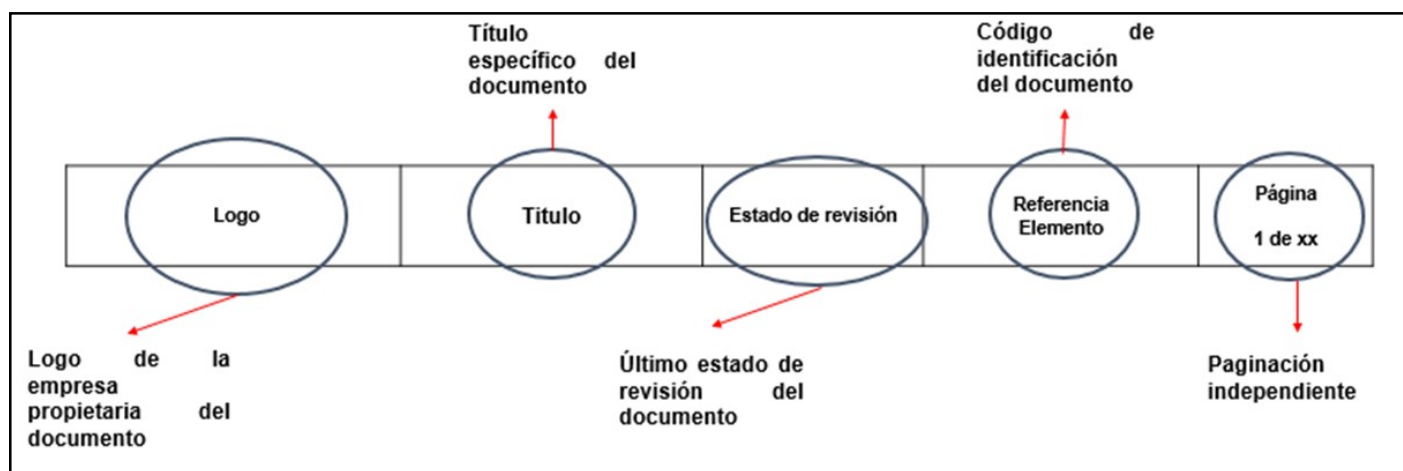 Título
específico del
documento
Código de
identificación
del documento
Logo
Titulo
Estado de revisión
Referencia
Elemento
Página
1 de xx
Logo de la
empresa
propietaria del
documento
Último estado de
revisión del
documento
Paginación
independiente